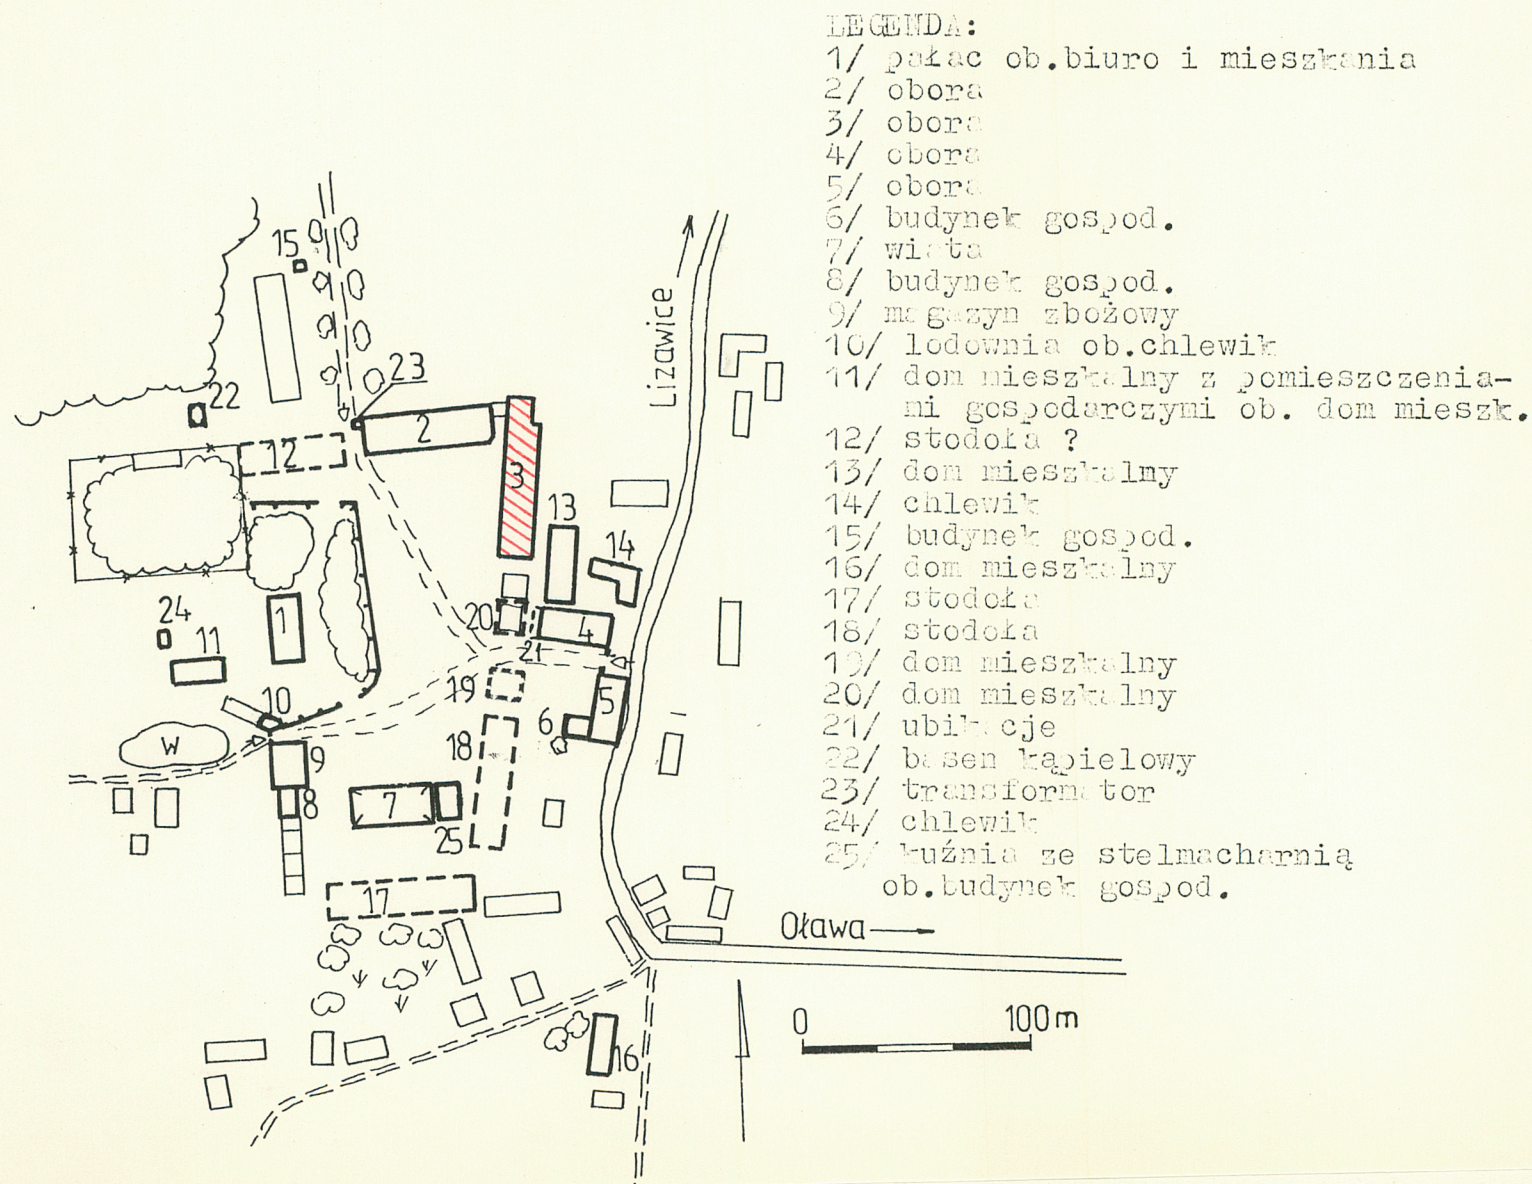 LEGENDA:
1/ pałac ob.biuro i mieszkania
2/ obora
3/ obora
4/ obora
5/ obora
6/ budynek gospod.
7/ wiata
8/ budynek gospod.
9/ magazyn zbożowy
10/ lodownia ob.chlewik
11/ dom mieszkalny z pomieszczenia-
mi gospodarczymi ob. dom mieszk.
12/ stodoła ?
13/ dom mieszkalny
14/ chlewik
15/ budynek gospod.
16/ dom mieszkalny
17/ stodoła
18/ stodoła
19/ dom mieszkalny
20/ dom mieszkalny
21/ ubikacje
22/ basen kąpielowy
23/ transformator
24/ chlewik
25/ kuźnia ze stelmacharnią
ob.budynek gospod.
15
Lizawice
23
22
2
12
3
13
14
24
1
20
4
11
21
19
10
5
6
W
18
9
7
8
25
17
Oława
0
100m
16